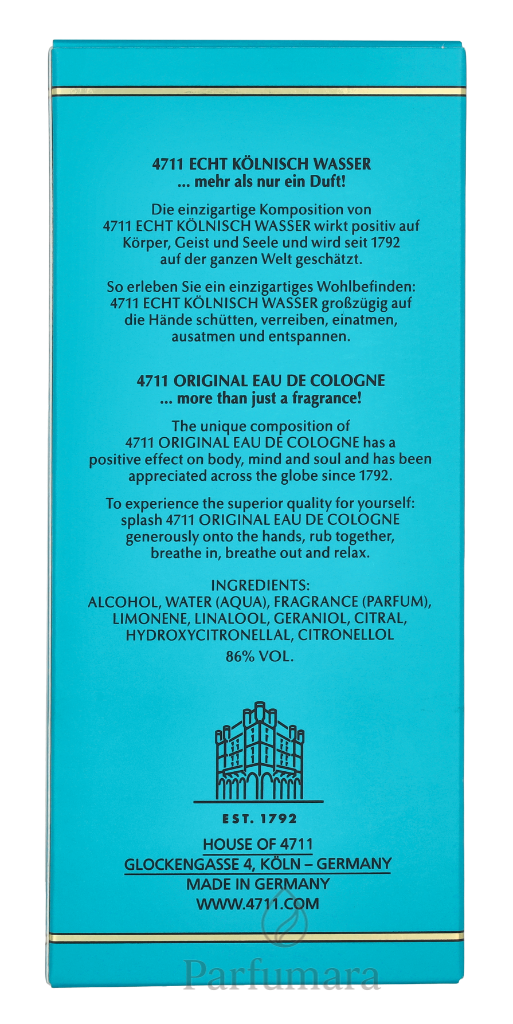 4711 ECHT KÖLNISCH WASSER
... mehr als nur ein Duft!
Die einzigartige Komposition von
4711 ECHT KÖLNISCH WASSER wirkt positiv auf
Körper, Geist und Seele und wird seit 1792
auf der ganzen Welt geschätzt.
So erleben Sie ein einzigartiges Wohlbefinden:
4711 ECHT KÖLNISCH WASSER großzügig auf
die Hände schütten, verreiben, einatmen,
ausatmen und entspannen.
4711 ORIGINAL EAU DE COLOGNE
... more than just a fragrance!
The unique composition of
4711 ORIGINAL EAU DE COLOGNE has a
positive effect on body, mind and soul and has been
appreciated across the globe since 1792.
To experience the superior quality for yourself:
splash 4711 ORIGINAL EAU DE COLOGNE
generously onto the hands, rub together,
breathe in, breathe out and relax.
INGREDIENTS:
ALCOHOL, WATER (AQUA), FRAGRANCE (PARFUM),
LIMONENE, LINALOOL, GERANIOL, CITRAL,
HYDROXYCITRONELLAL, CITRONELLOL
86% VOL.
EST. 1792
HOUSE OF 4711
GLOCKENGASSE 4, KÖLN – GERMANY
MADE IN GERMANY
WWW.4711.COM
Parfumara